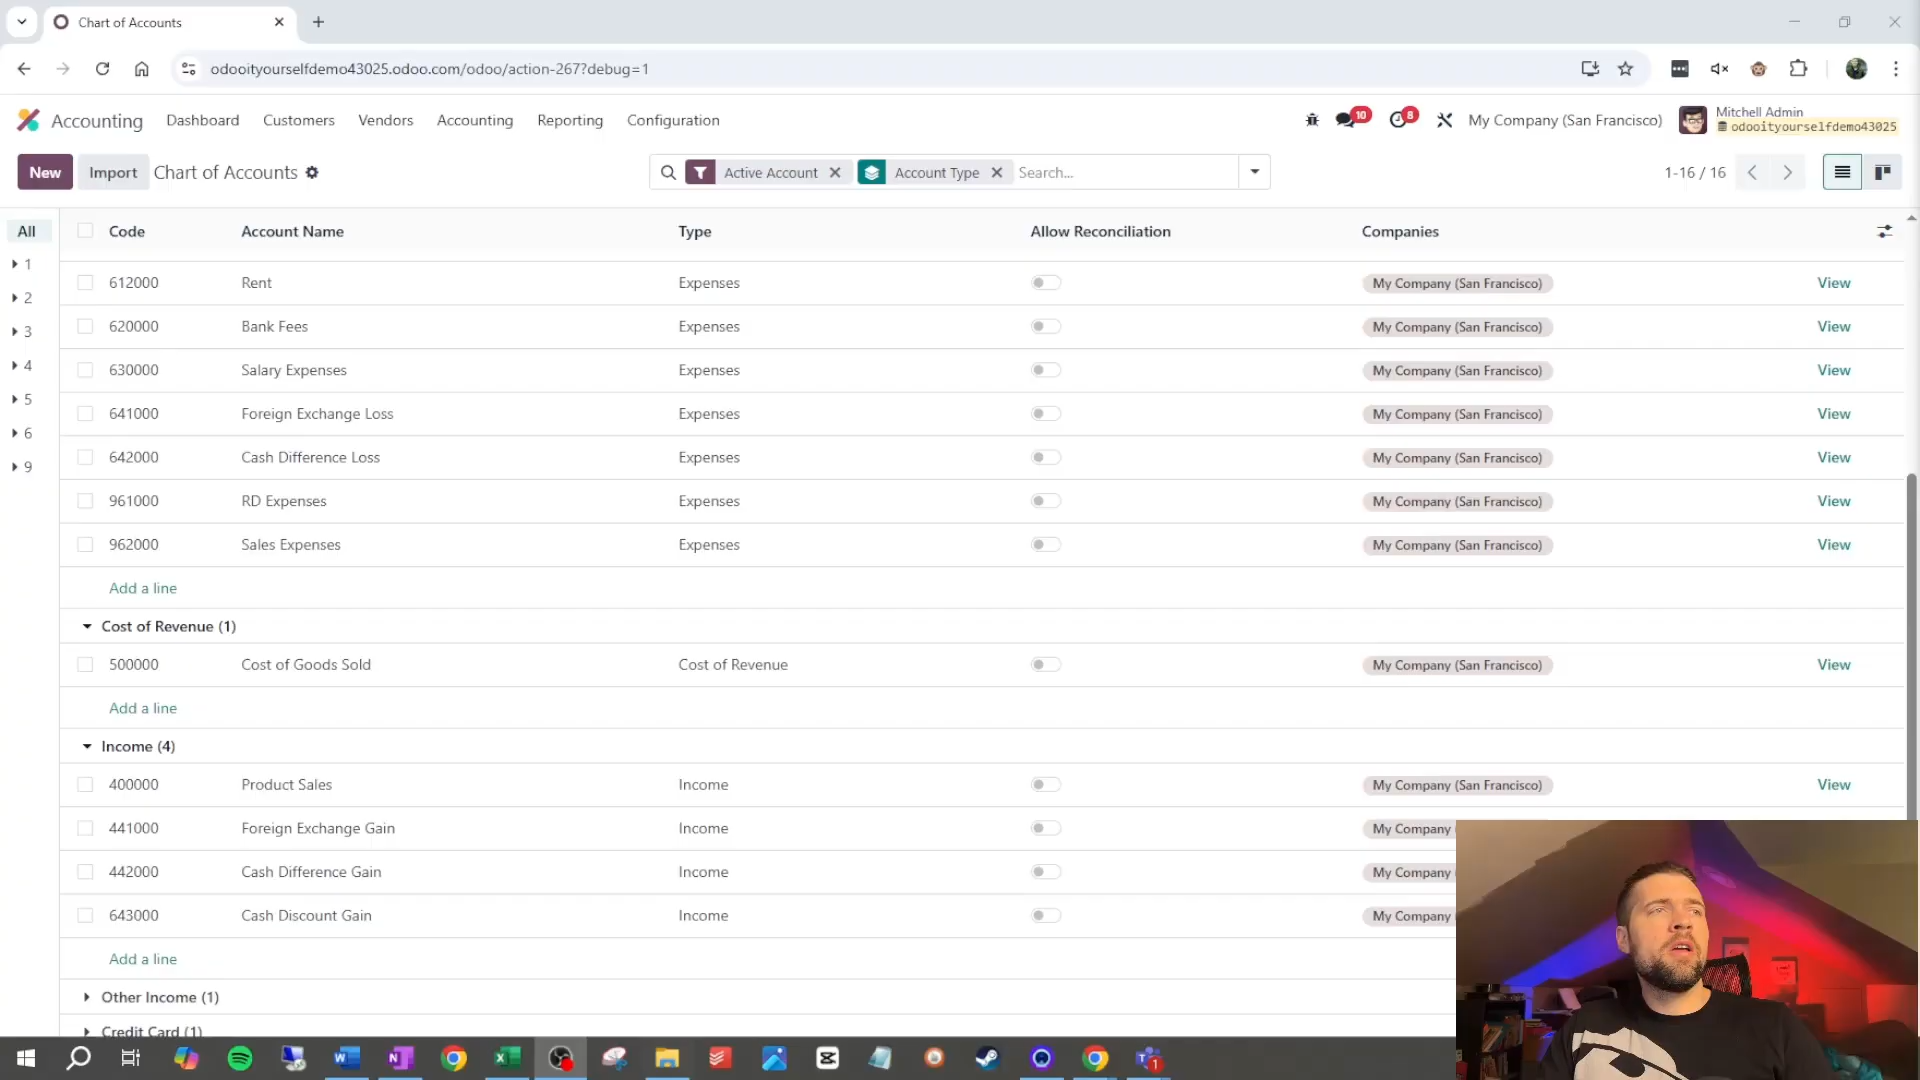 Chart of Accounts
odooityourselfdemo43025.odoo.com/odoo/action-267?debug=1
Accounting Dashboard Customers Vendors Accounting Reporting Configuration
10 8 My Company (San Francisco) Mitchell Admin
odooityourselfdemo43025
New Import Chart of Accounts Active Account Account Type Search... 1-16 / 16
All Code Account Name Type Allow Reconciliation Companies
1
2
3
4
5
6
9
612000 Rent Expenses My Company (San Francisco) View
620000 Bank Fees Expenses My Company (San Francisco) View
630000 Salary Expenses Expenses My Company (San Francisco) View
641000 Foreign Exchange Loss Expenses My Company (San Francisco) View
642000 Cash Difference Loss Expenses My Company (San Francisco) View
961000 RD Expenses Expenses My Company (San Francisco) View
962000 Sales Expenses Expenses My Company (San Francisco) View
Add a line
Cost of Revenue (1)
500000 Cost of Goods Sold Cost of Revenue My Company (San Francisco) View
Add a line
Income (4)
400000 Product Sales Income My Company (San Francisco) View
441000 Foreign Exchange Gain Income My Company
442000 Cash Difference Gain Income My Company
643000 Cash Discount Gain Income My Company
Add a line
Other Income (1)
Credit Card (1)